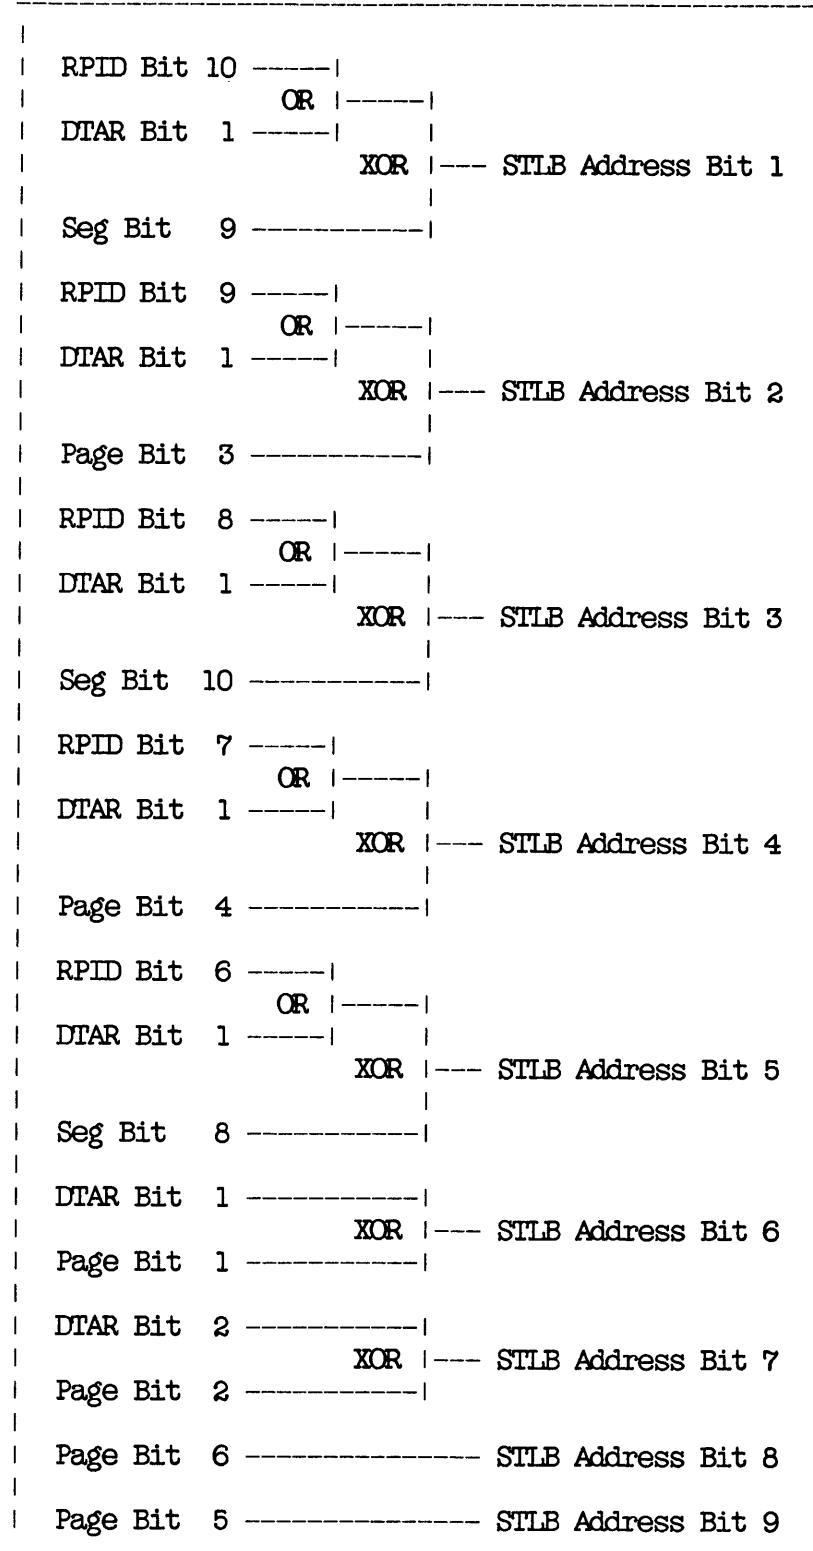 RPID Bit 10 -----|
OR |-----|
DTAR Bit 1 -----| |
XOR |--- STLB Address Bit 1
Seg Bit 9 -----------|
RPID Bit 9 -----|
OR |-----|
DTAR Bit 1 -----| |
XOR |--- STLB Address Bit 2
Page Bit 3 -----------|
RPID Bit 8 -----|
OR |-----|
DTAR Bit 1 -----| |
XOR |--- STLB Address Bit 3
Seg Bit 10 -----------|
RPID Bit 7 -----|
OR |-----|
DTAR Bit 1 -----| |
XOR |--- STLB Address Bit 4
Page Bit 4 -----------|
RPID Bit 6 -----|
OR |-----|
DTAR Bit 1 -----| |
XOR |--- STLB Address Bit 5
Seg Bit 8 -----------|
DTAR Bit 1 -----------|
XOR |--- STLB Address Bit 6
Page Bit 1 -----------|
DTAR Bit 2 -----------|
XOR |--- STLB Address Bit 7
Page Bit 2 -----------|
Page Bit 6 --------------- STLB Address Bit 8
Page Bit 5 --------------- STLB Address Bit 9